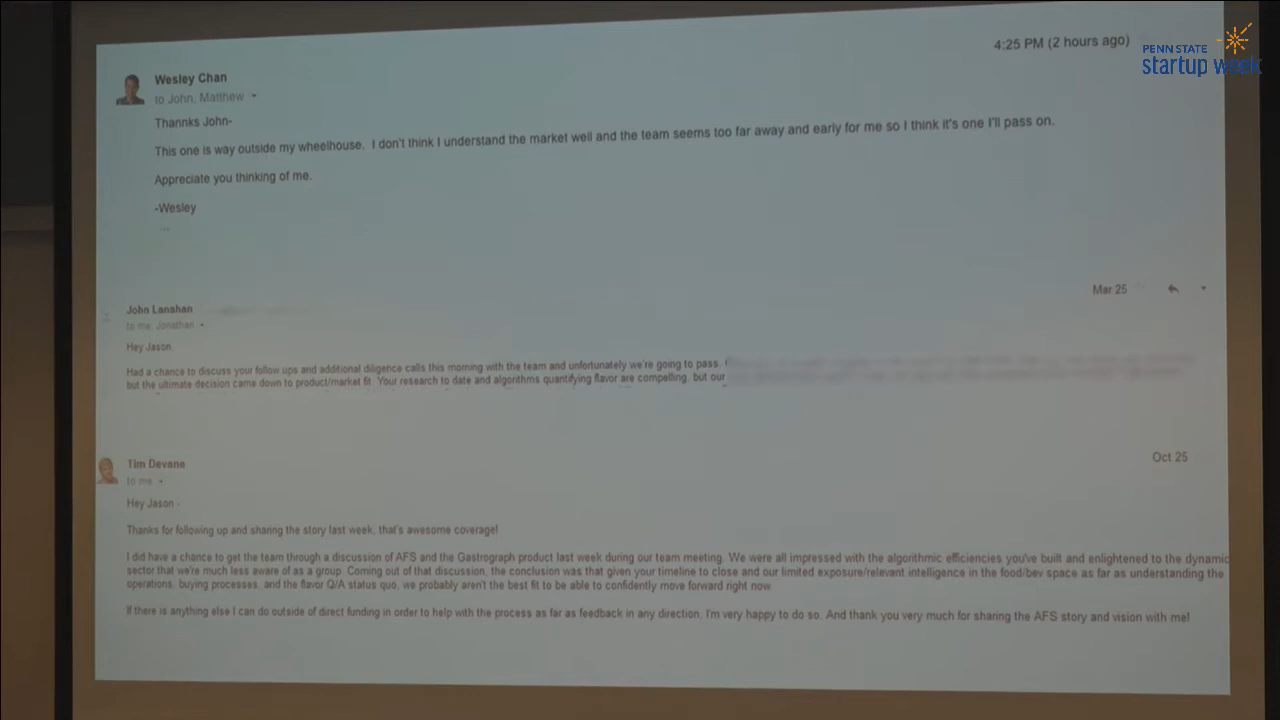 4:25 PM (2 hours ago)
PENN STATE
startup week
Wesley Chan
to John, Matthew
Thannks John-
This one is way outside my wheelhouse. I don't think I understand the market well and the team seems too far away and early for me so I think it's one I'll pass on.
Appreciate you thinking of me.
-Wesley
...
Mar 25
John Lanahan
to me, Jonathan
Hey Jason,
Had a chance to discuss your follow ups and additional diligence calls this morning with the team and unfortunately we're going to pass.
but the ultimate decision came down to product/market fit. Your research to date and algorithms quantifying flavor are compelling, but our
Oct 25
Tim Devane
to me
Hey Jason -
Thanks for following up and sharing the story last week, that's awesome coverage!
I did have a chance to get the team through a discussion of AFS and the Gastrograph product last week during our team meeting. We were all impressed with the algorithmic efficiencies you've built and enlightened to the dynamic
sector that we're much less aware of as a group. Coming out of that discussion, the conclusion was that given your timeline to close and our limited exposure/relevant intelligence in the food/bev space as far as understanding the
operations, buying processes, and the flavor Q/A status quo, we probably aren't the best fit to be able to confidently move forward right now.
If there is anything else I can do outside of direct funding in order to help with the process as far as feedback in any direction, I'm very happy to do so. And thank you very much for sharing the AFS story and vision with me!